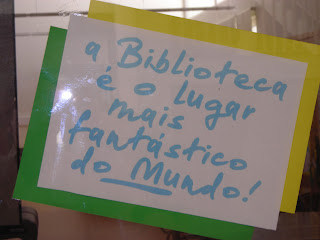 a Biblioteca
é o lugar
mais
fantástico
do Mundo!